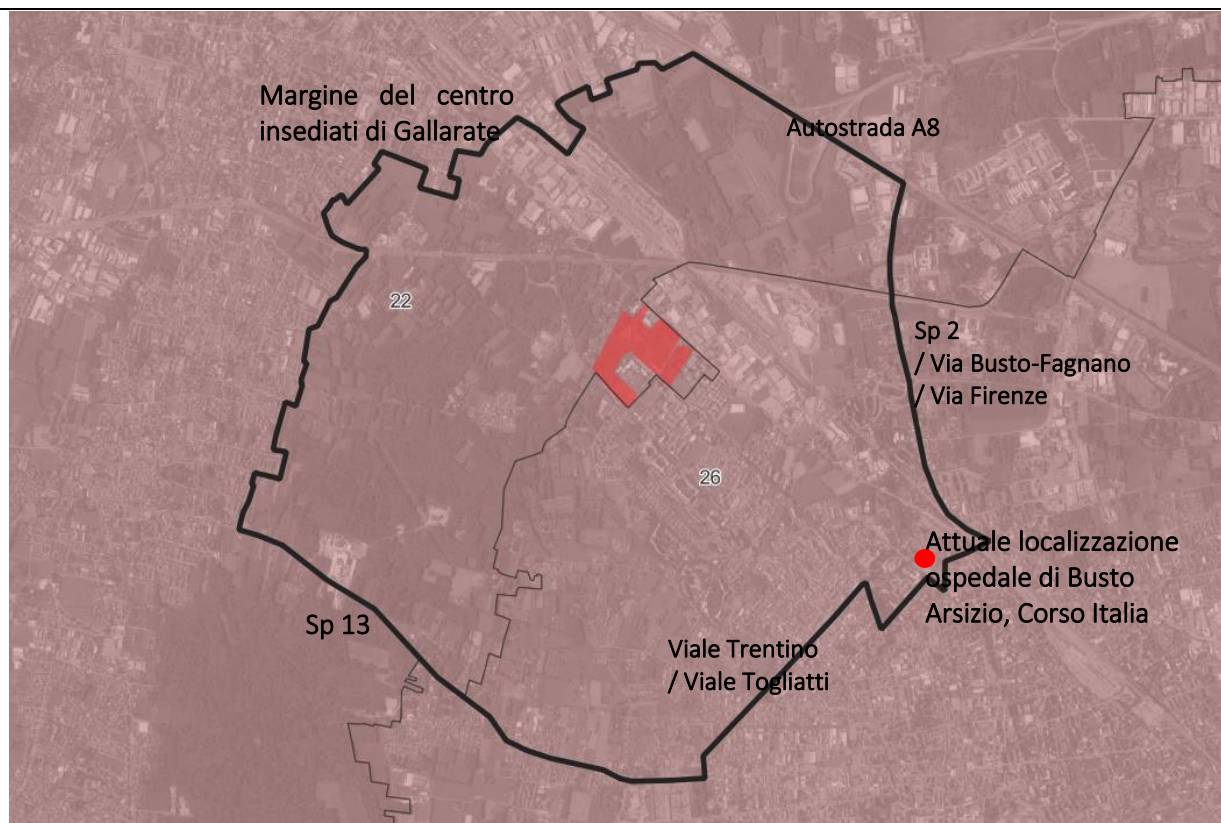 Margine del centro
insediati di Gallarate
Autostrada A8
22
Sp 2
/ Via Busto-Fagnano
/ Via Firenze
26
Attuale localizzazione
ospedale di Busto
Arsizio, Corso Italia
Sp 13
Viale Trentino
/ Viale Togliatti